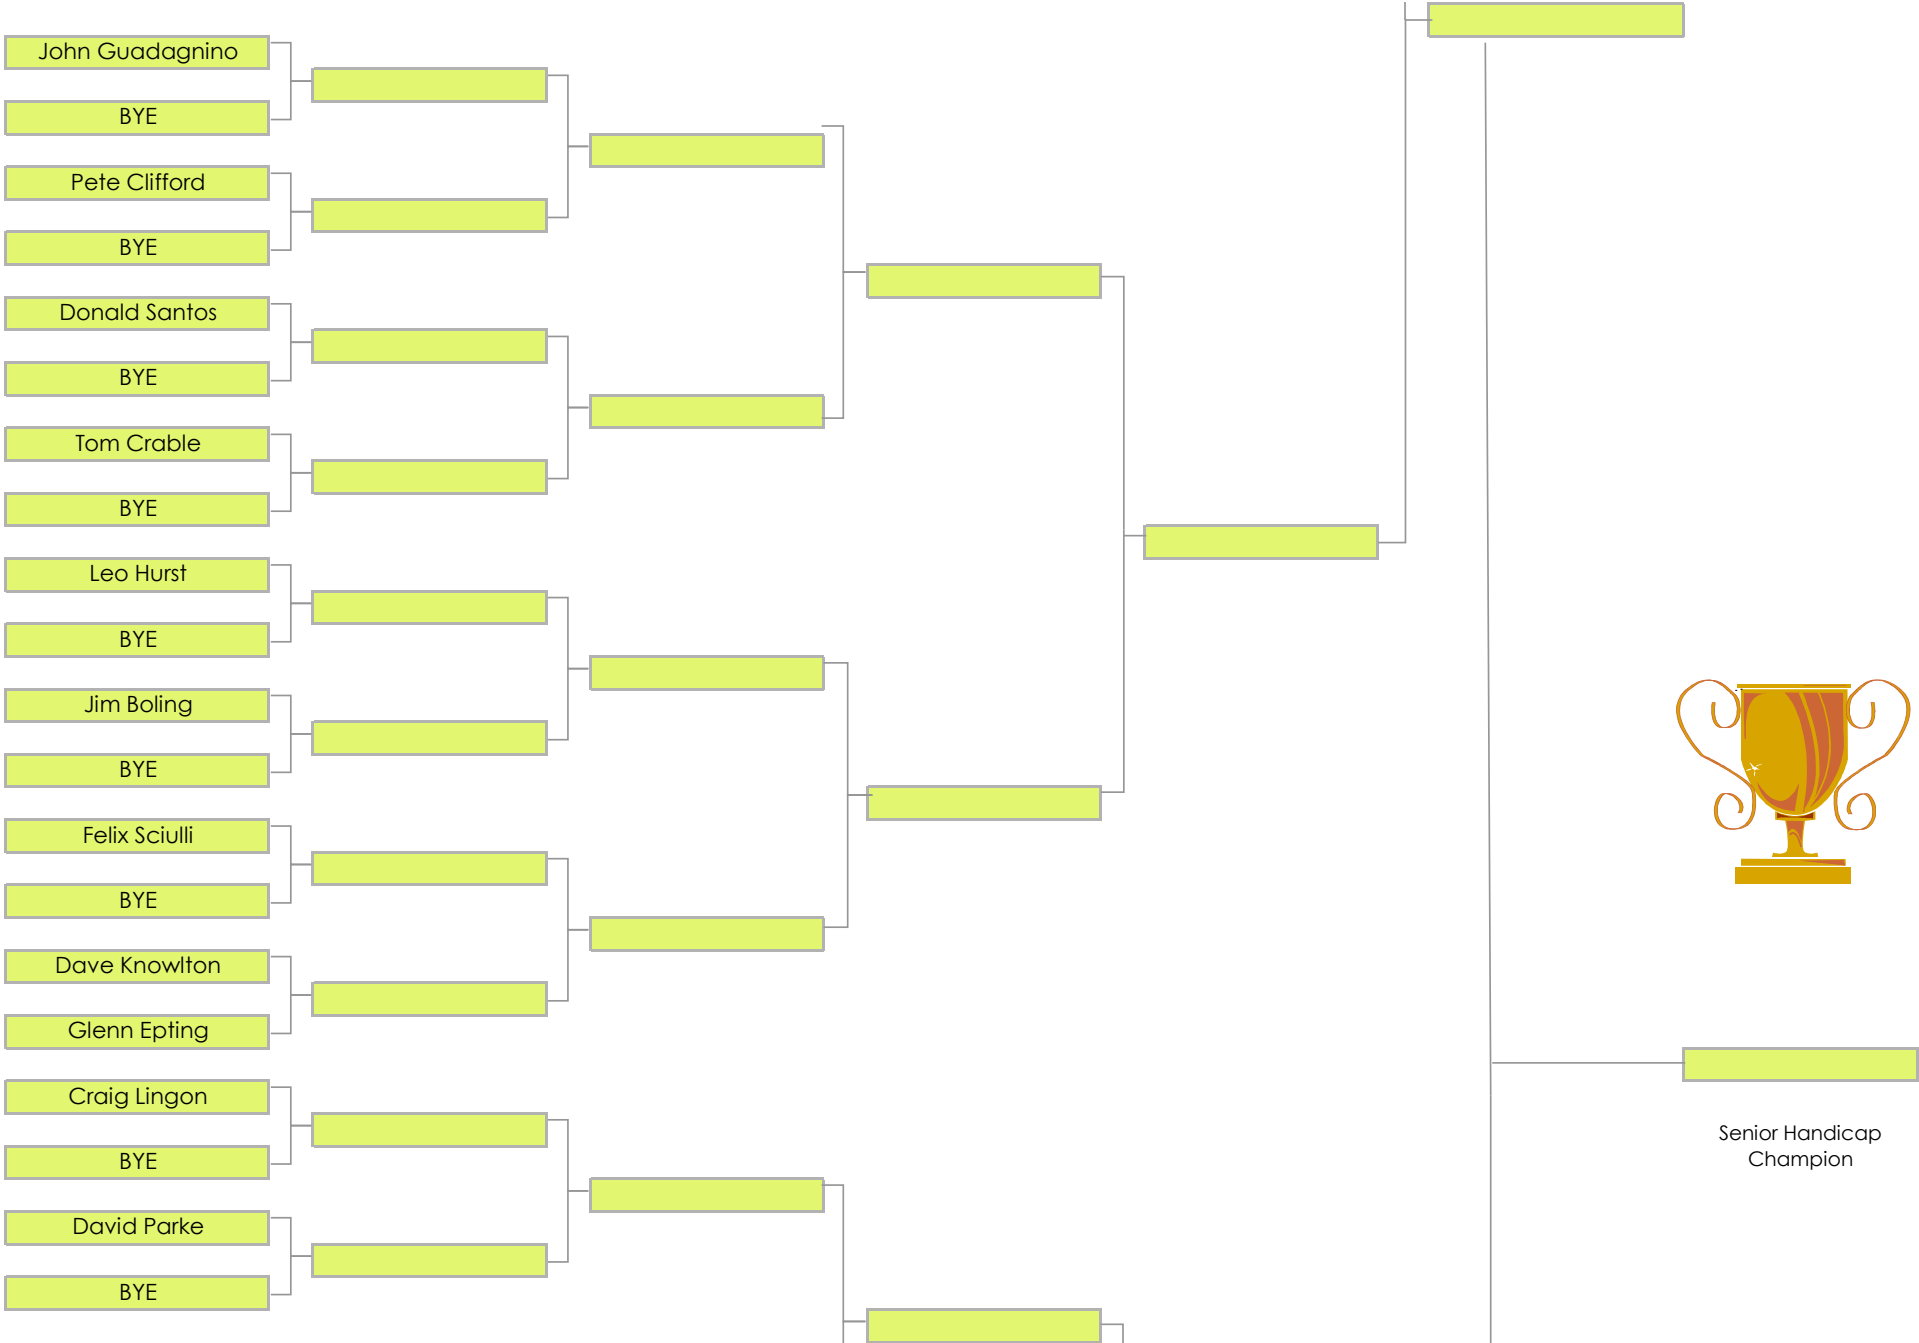 John Guadagnino
BYE
Pete Clifford
BYE
Donald Santos
BYE
Tom Crable
BYE
Leo Hurst
BYE
Jim Boling
BYE
Felix Sciulli
BYE
Dave Knowlton
Glenn Epting
Craig Lingon
BYE
David Parke
BYE
Senior Handicap
Champion